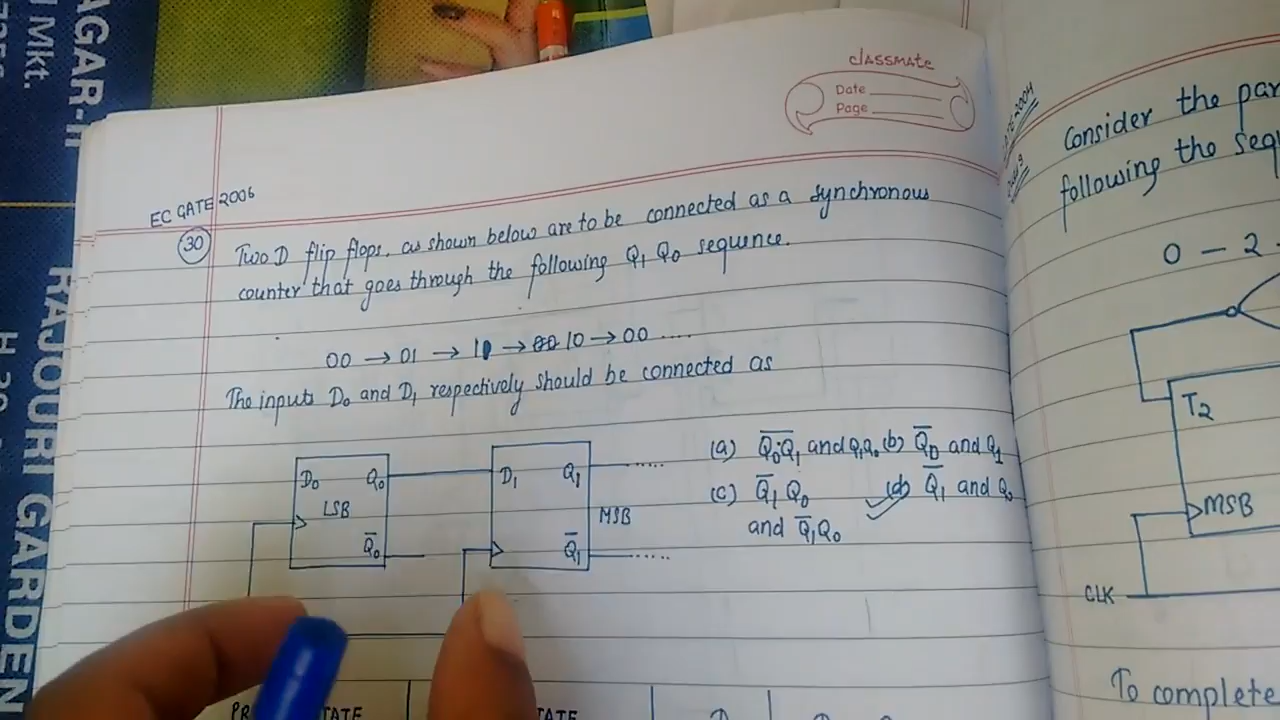 AGAR-
Mkt.
RAJOURI GARDEN
classmate
Date
Page
EC GATE 2006
30 Two D flip flops, as shown below are to be connected as a synchronous
counter that goes through the following Q1 Q0 sequence.
00 → 01 → 11 → 10 → 00 .....
The inputs D0 and D1 respectively should be connected as
D0 Q0
LSB
Q̅0
D1 Q1
MSB
Q̅1
(b) Q̅0 and Q1
(c) Q̅1 Q0
and Q̅1Q0
(d) Q̅1 and Q0
Consider the par
following the seq
0 - 2 -
T2
MSB
CLK
To complete